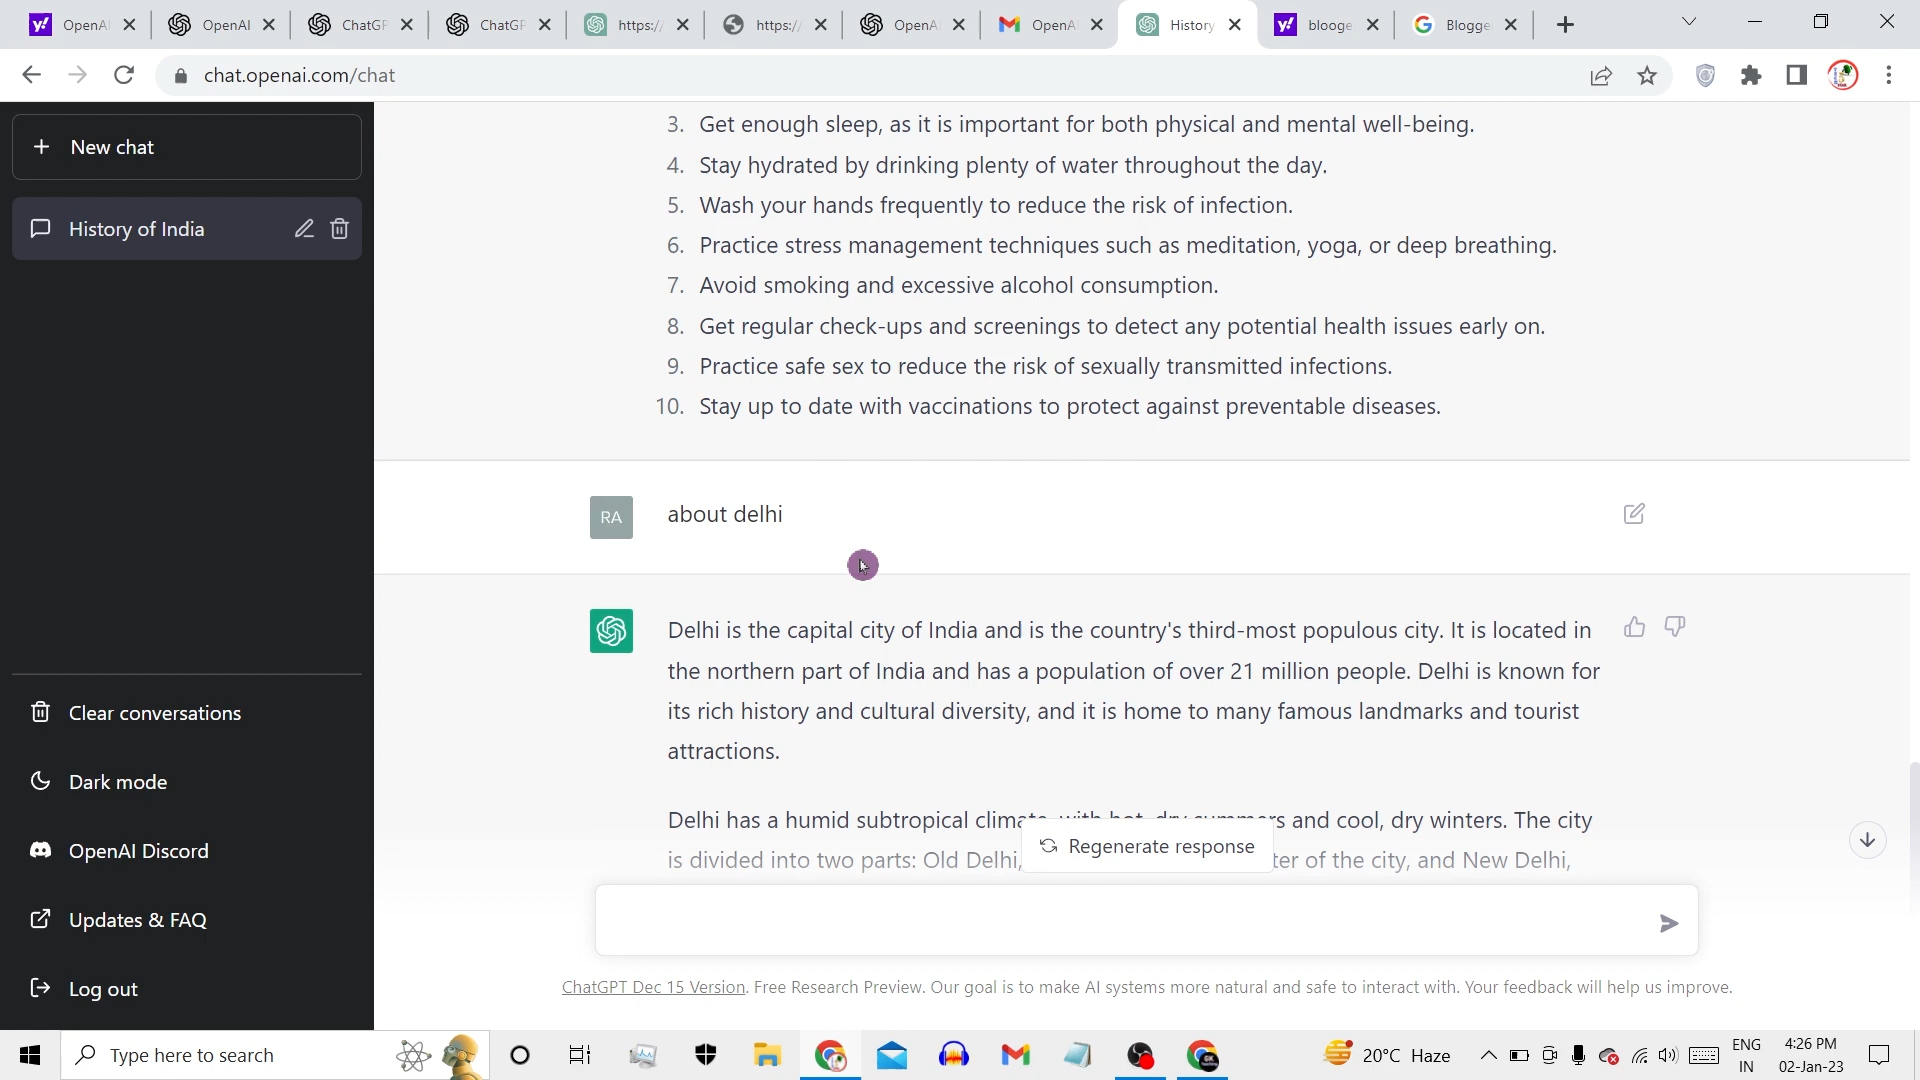 OpenAI
OpenAI
ChatGP
ChatGP
https:/
https:/
OpenA
OpenA
History
blooge
Blogge
chat.openai.com/chat
New chat
History of India
3. Get enough sleep, as it is important for both physical and mental well-being.
4. Stay hydrated by drinking plenty of water throughout the day.
5. Wash your hands frequently to reduce the risk of infection.
6. Practice stress management techniques such as meditation, yoga, or deep breathing.
7. Avoid smoking and excessive alcohol consumption.
8. Get regular check-ups and screenings to detect any potential health issues early on.
9. Practice safe sex to reduce the risk of sexually transmitted infections.
10. Stay up to date with vaccinations to protect against preventable diseases.
RA
about delhi
Delhi is the capital city of India and is the country's third-most populous city. It is located in
the northern part of India and has a population of over 21 million people. Delhi is known for
its rich history and cultural diversity, and it is home to many famous landmarks and tourist
attractions.
Delhi has a humid subtropical climate, with hot, dry summers and cool, dry winters. The city
is divided into two parts: Old Delhi, ter of the city, and New Delhi,
Regenerate response
Clear conversations
Dark mode
OpenAI Discord
Updates & FAQ
Log out
ChatGPT Dec 15 Version. Free Research Preview. Our goal is to make AI systems more natural and safe to interact with. Your feedback will help us improve.
Type here to search
20°C Haze
ENG
IN
4:26 PM
02-Jan-23